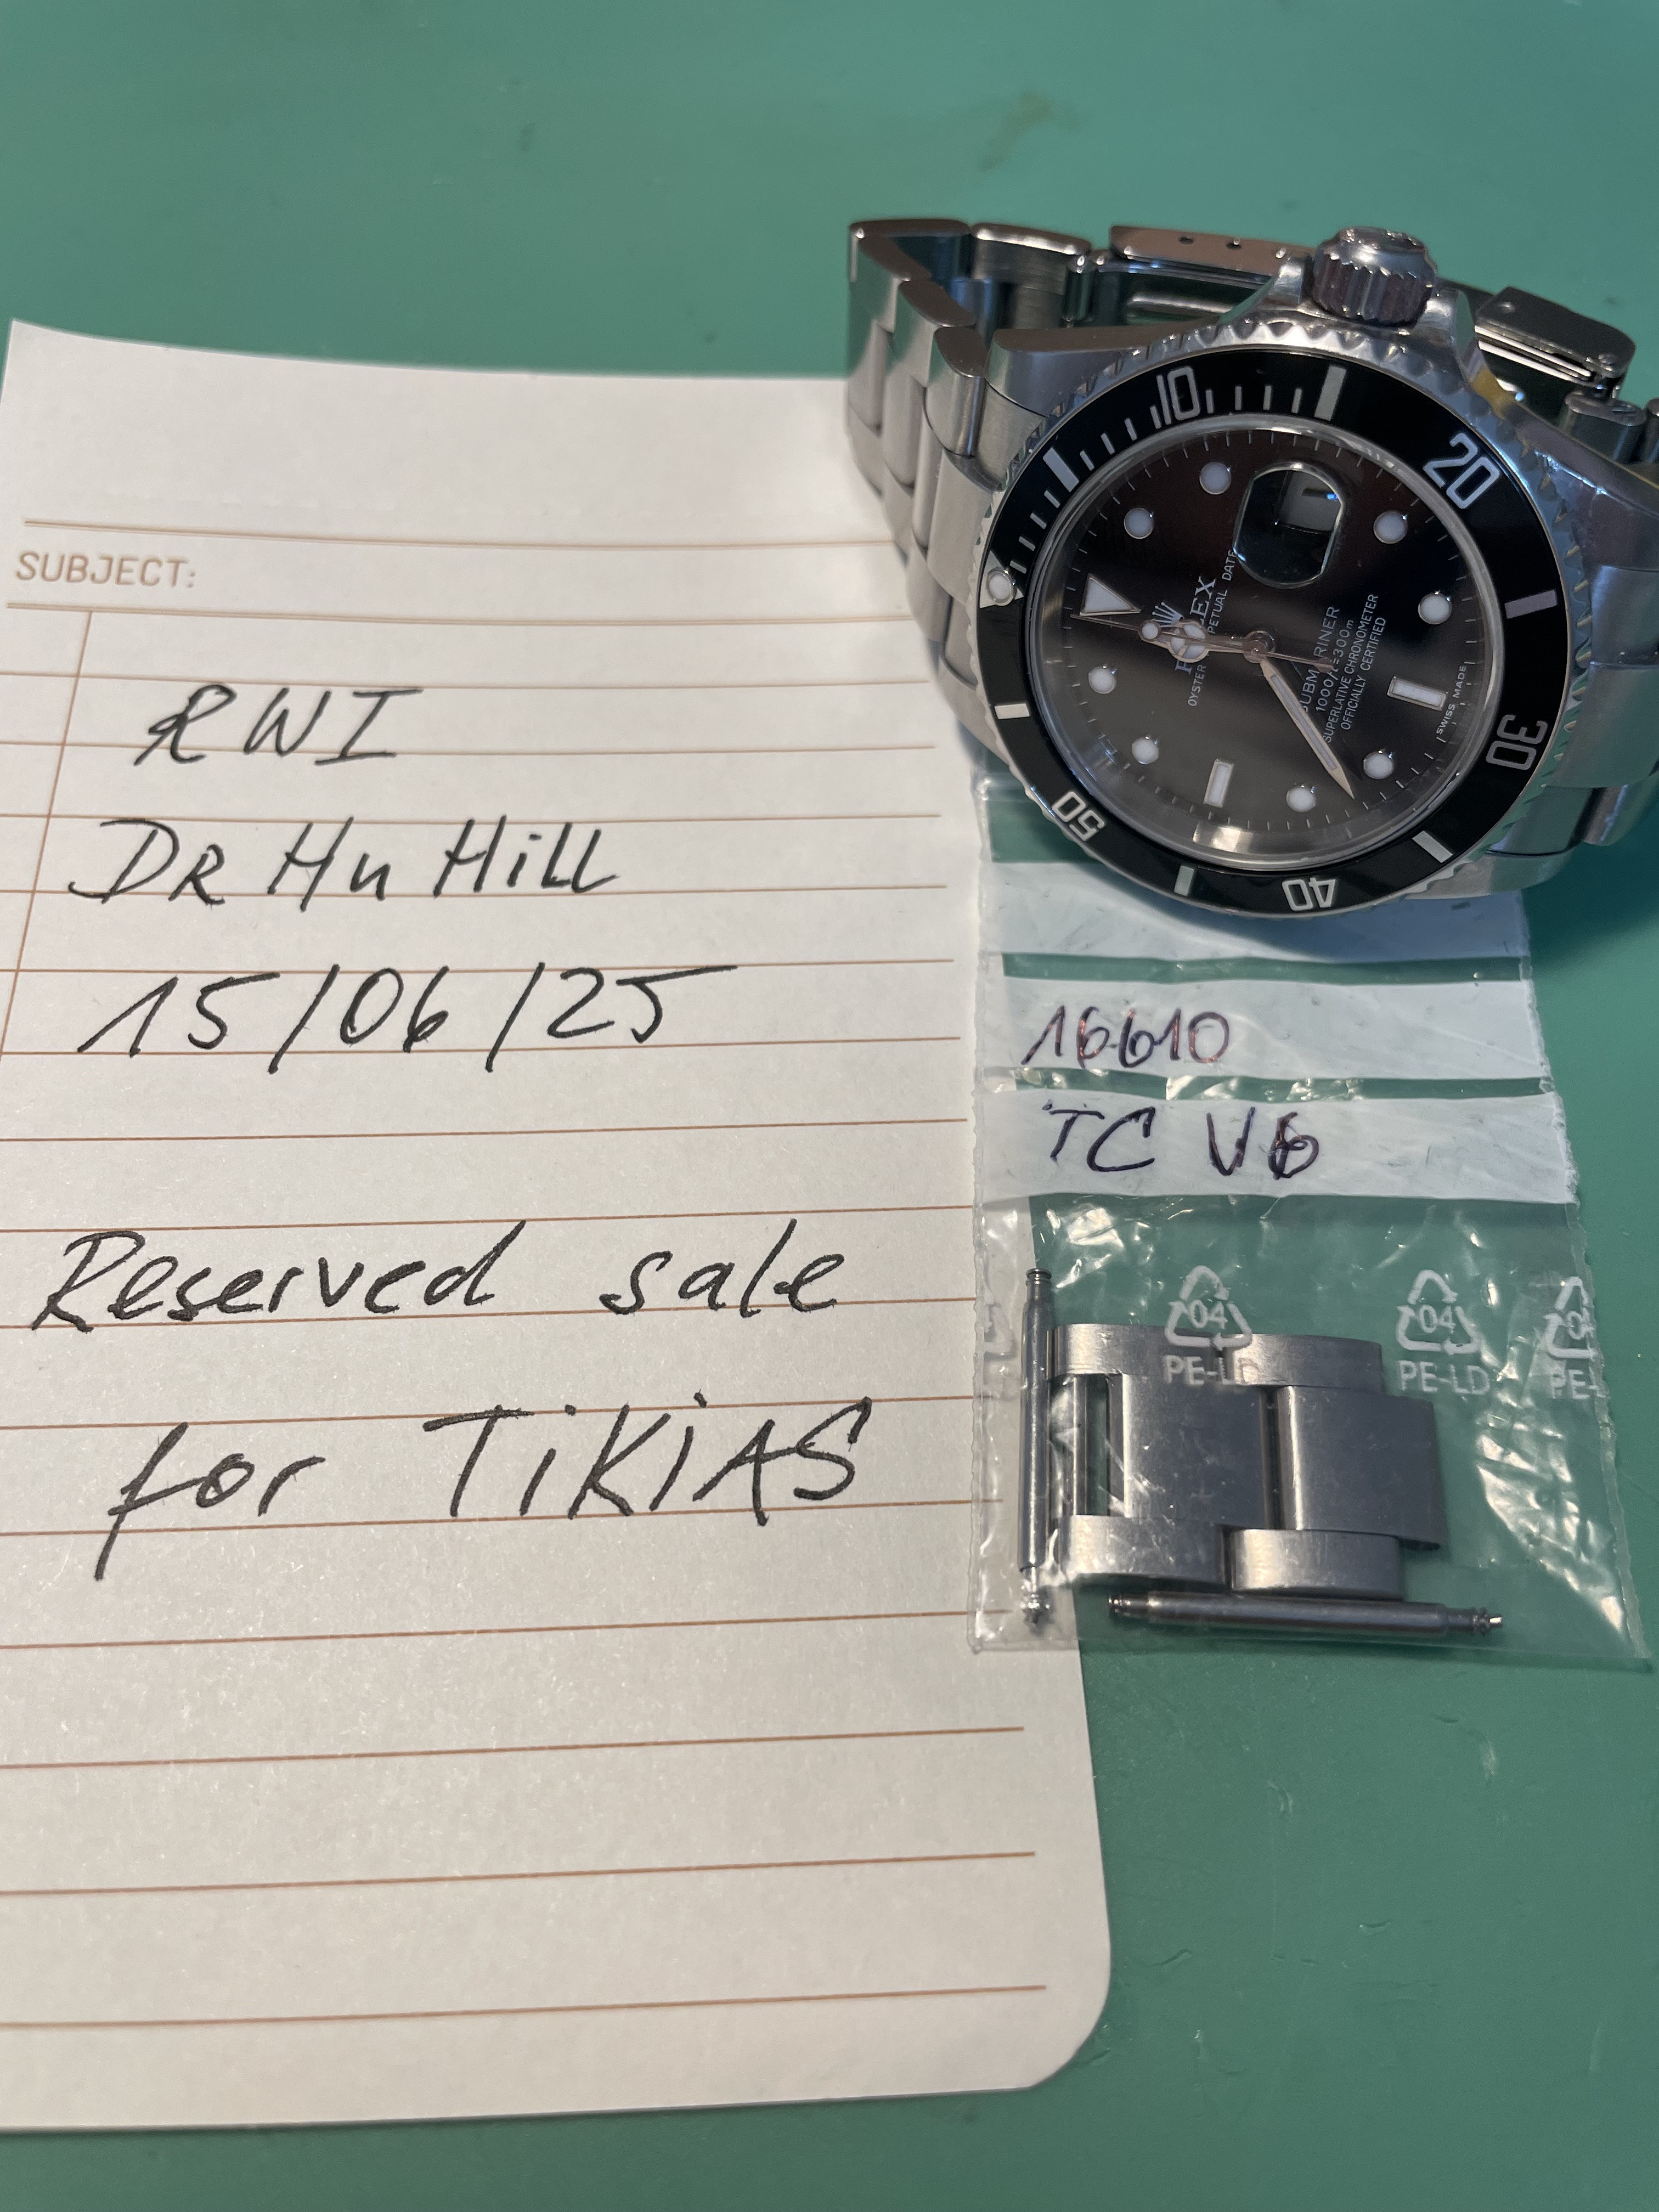 SUBJECT:
RWI
DR Hu Hill
15/06/25
Reserved sale
for TiKiAS
10
20
30
40
50
OYSTER PERPETUAL DATE
SUBMARINER
1000ft=300m
SUPERLATIVE CHRONOMETER
OFFICIALLY CERTIFIED
SWISS MADE
16610
TC V6
04 04
PE-LD PE-LD PE-